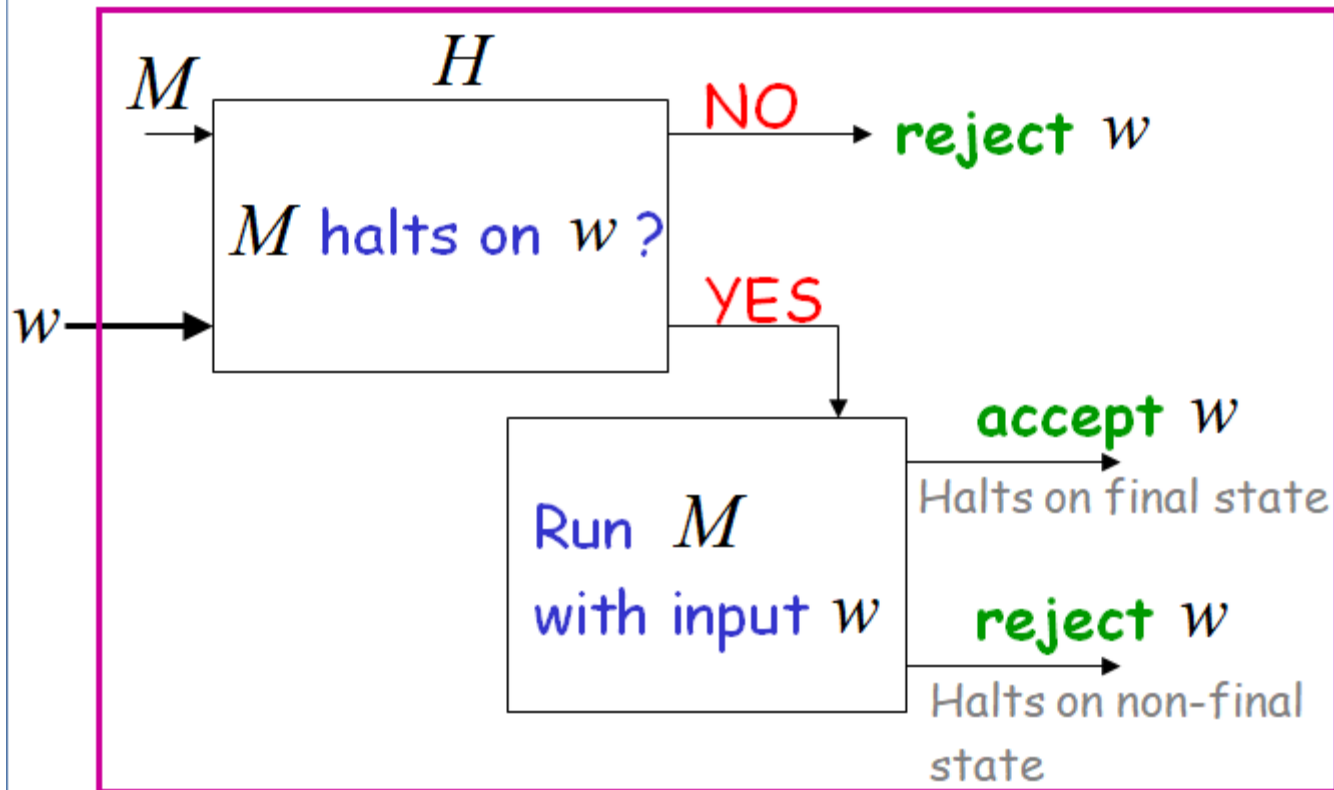 H
M
NO
reject w
M halts on w ?
w
YES
accept w
Halts on final state
Run M
with input w
reject w
Halts on non-final
state